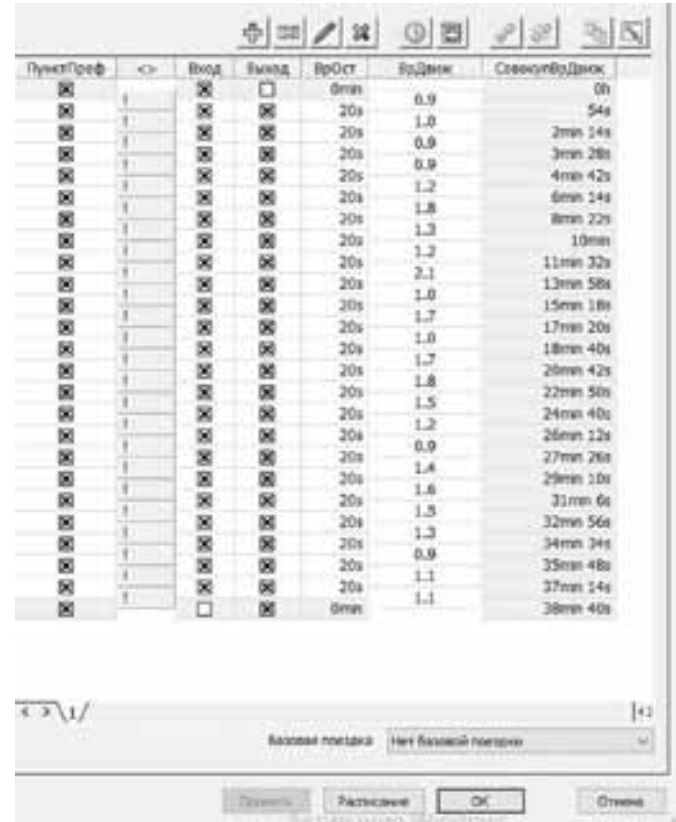 ПунктПроф <> Вход Выход ВрОст ВрДвиж СовокупВрДвиж
0min 0h
0.9
20s 54s
1.0
20s 2min 14s
0.9
20s 3min 28s
0.9
20s 4min 42s
1.2
20s 6min 14s
1.8
20s 8min 22s
1.3
20s 10min
1.2
20s 11min 32s
2.1
20s 13min 58s
1.0
20s 15min 18s
1.7
20s 17min 20s
1.0
20s 18min 40s
1.7
20s 20min 42s
1.8
20s 22min 50s
1.5
20s 24min 40s
1.2
20s 26min 12s
0.9
20s 27min 26s
1.4
20s 29min 10s
1.6
20s 31min 6s
1.5
20s 32min 56s
1.3
20s 34min 34s
0.9
20s 35min 48s
1.1
20s 37min 14s
1.1
0min 38min 40s
< > \1/
Базовая поездка Нет базовой поездки
Расписание OK Отмена